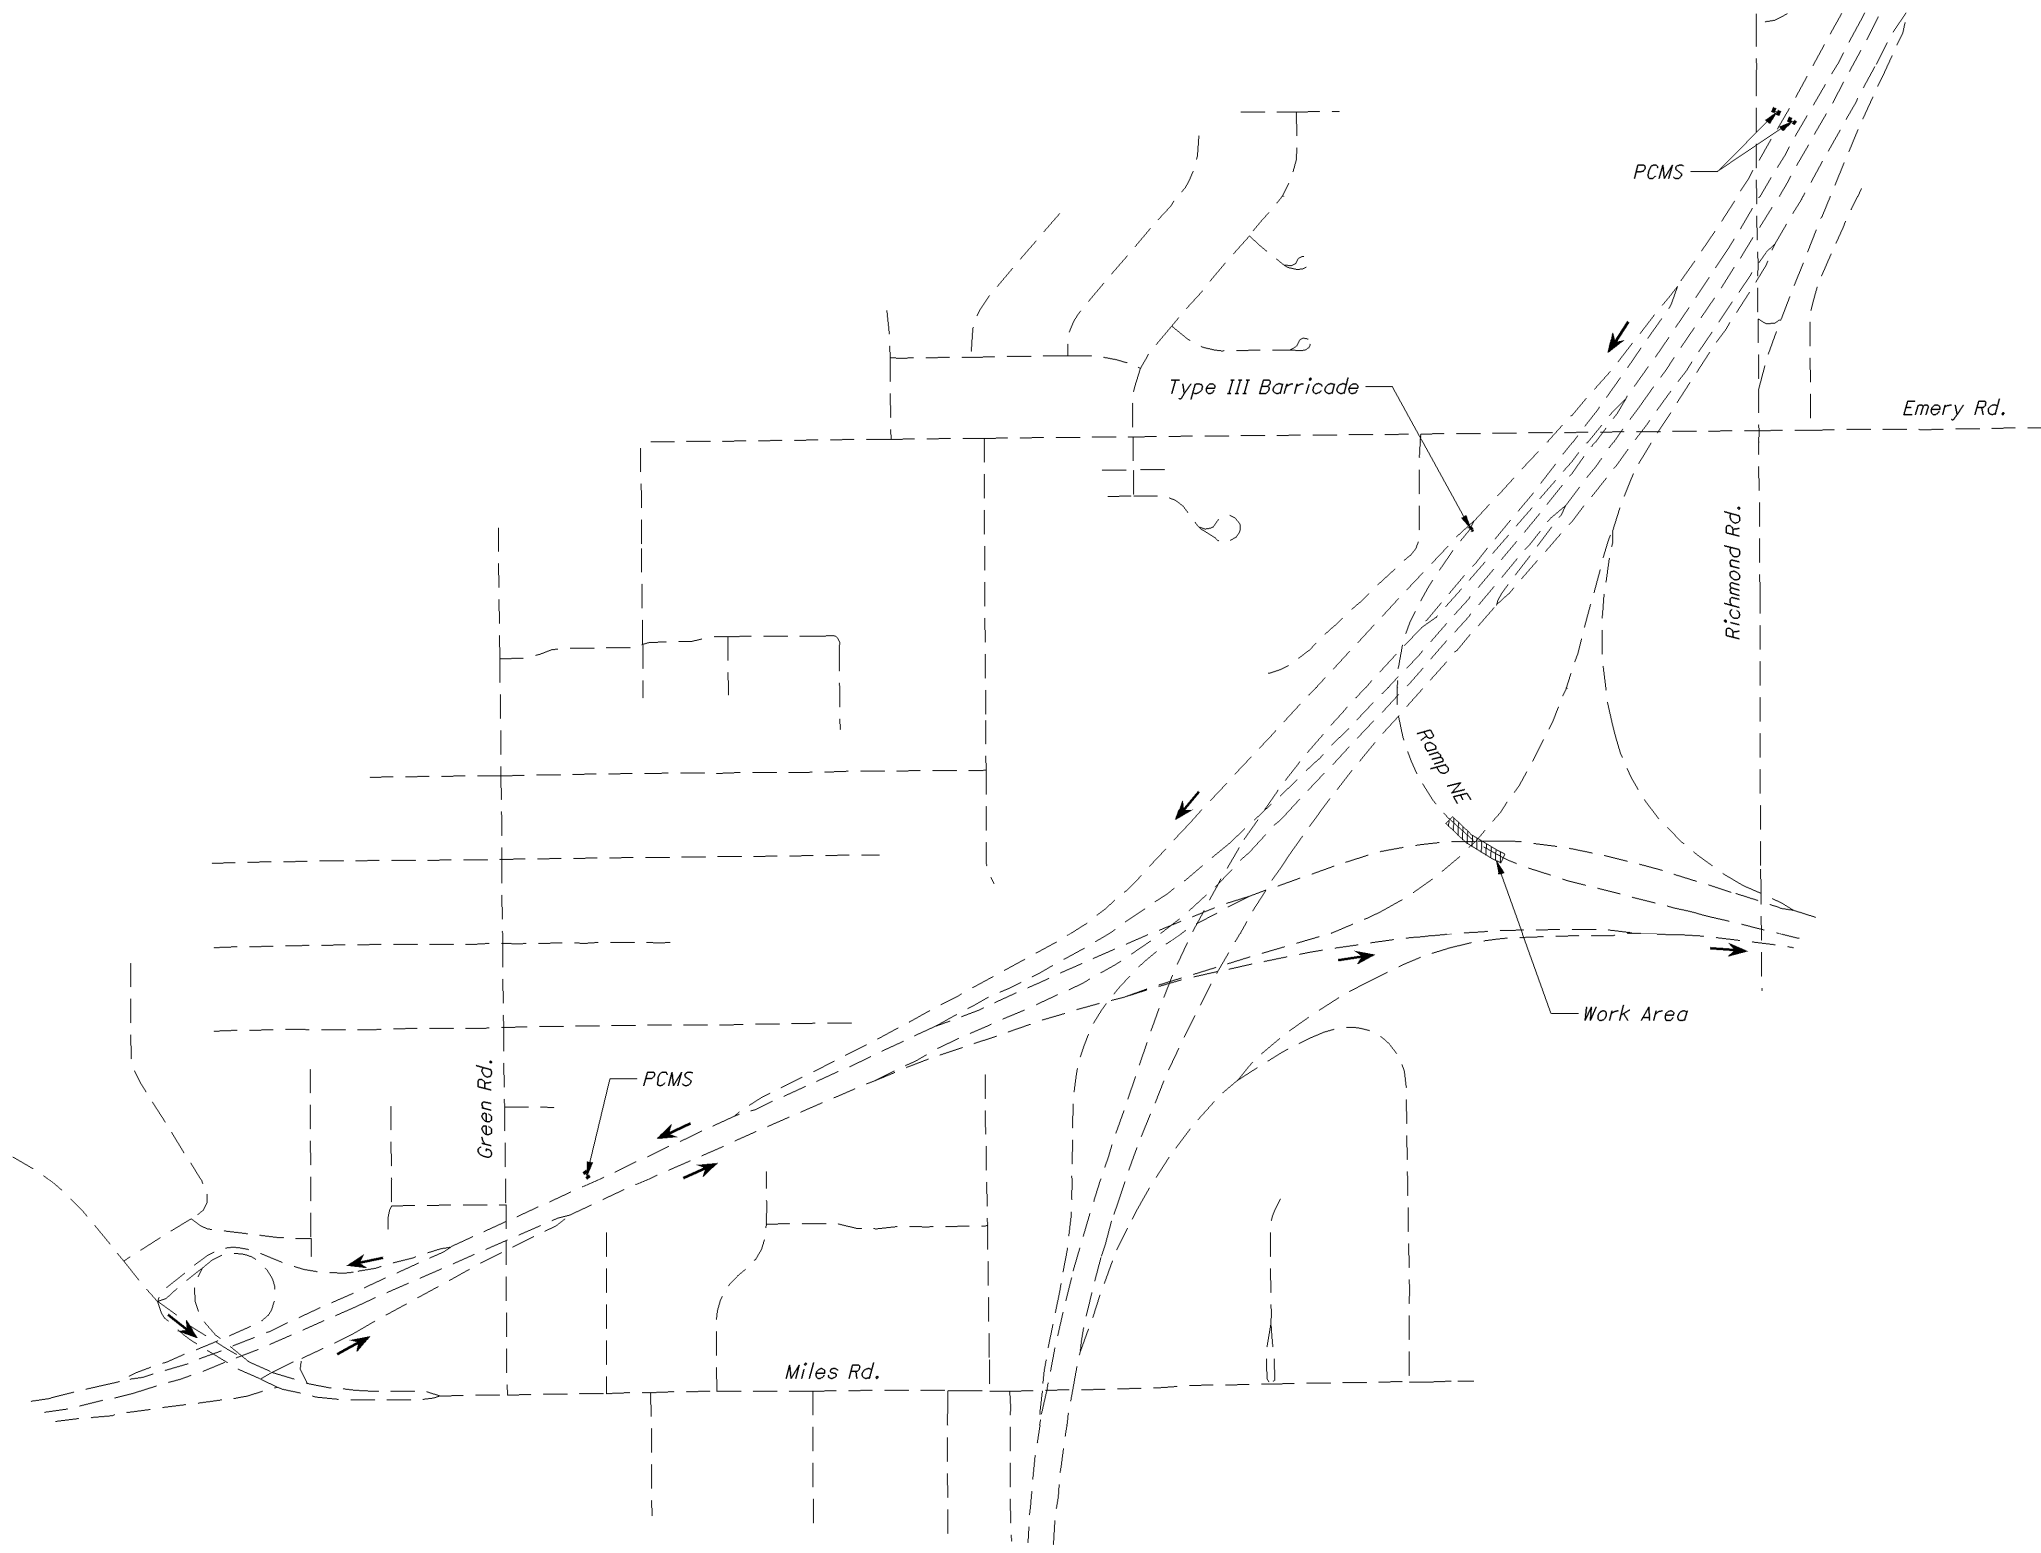 PCMS
Type III Barricade
Emery Rd.
Richmond Rd.
Ramp NE
Work Area
Green Rd.
PCMS
Miles Rd.